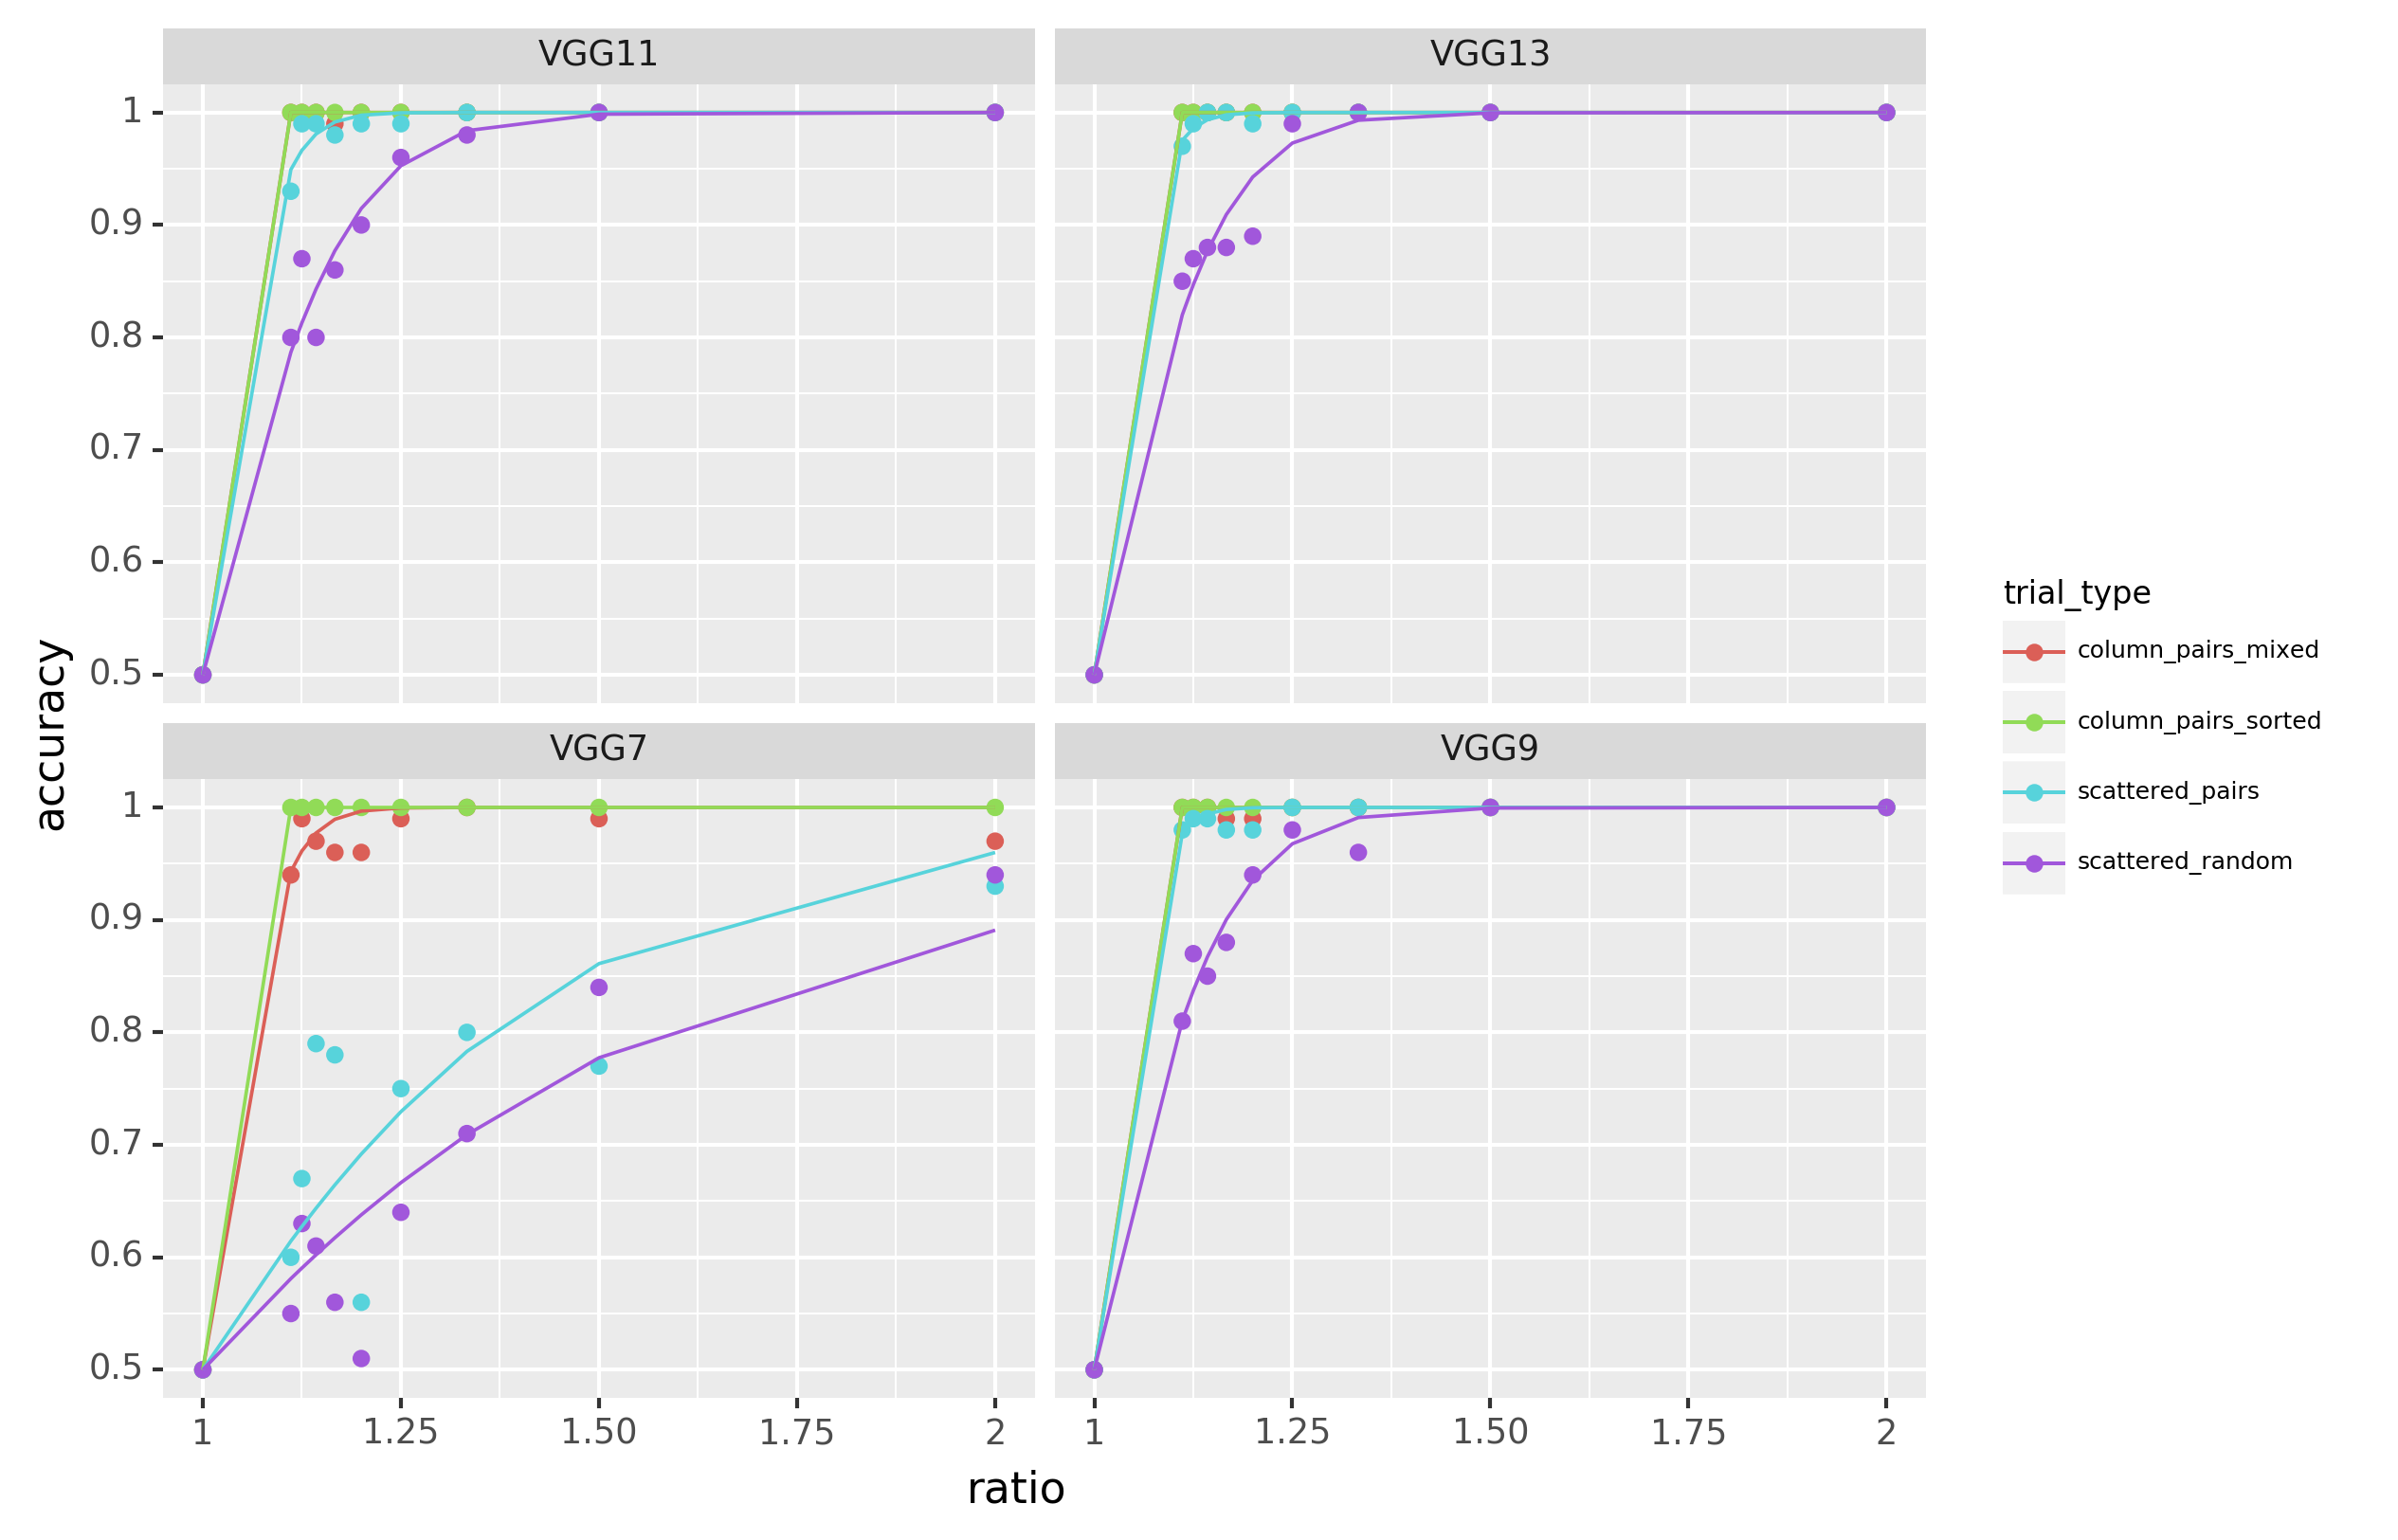 VGG11
VGG13
1
0.9
0.8
0.7
0.6
0.5
VGG7
VGG9
1
0.9
0.8
0.7
0.6
0.5
1 1.25 1.50 1.75 2
1 1.25 1.50 1.75 2
accuracy
ratio
trial_type
column_pairs_mixed
column_pairs_sorted
scattered_pairs
scattered_random